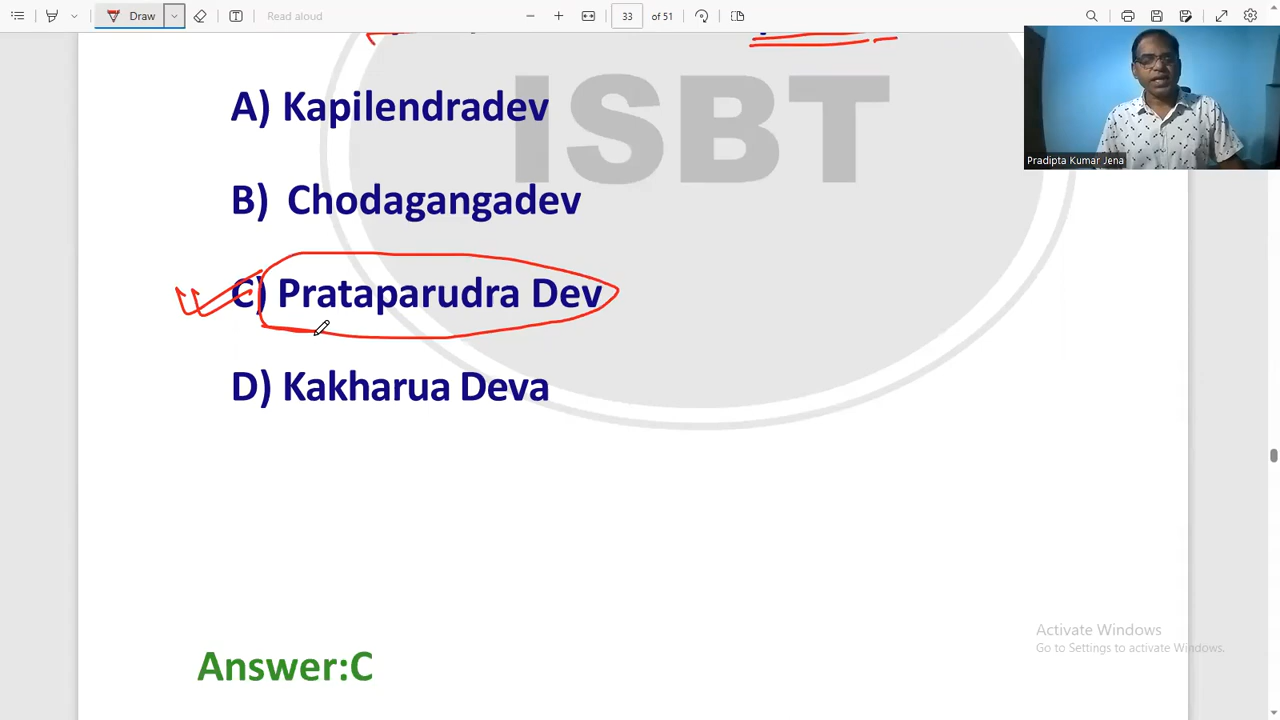 Draw
Read aloud
33 of 51
ISBT
A) Kapilendradev
B) Chodagangadev
C) Prataparudra Dev
D) Kakharua Deva
Answer:C
Pradipta Kumar Jena
Activate Windows
Go to Settings to activate Windows.